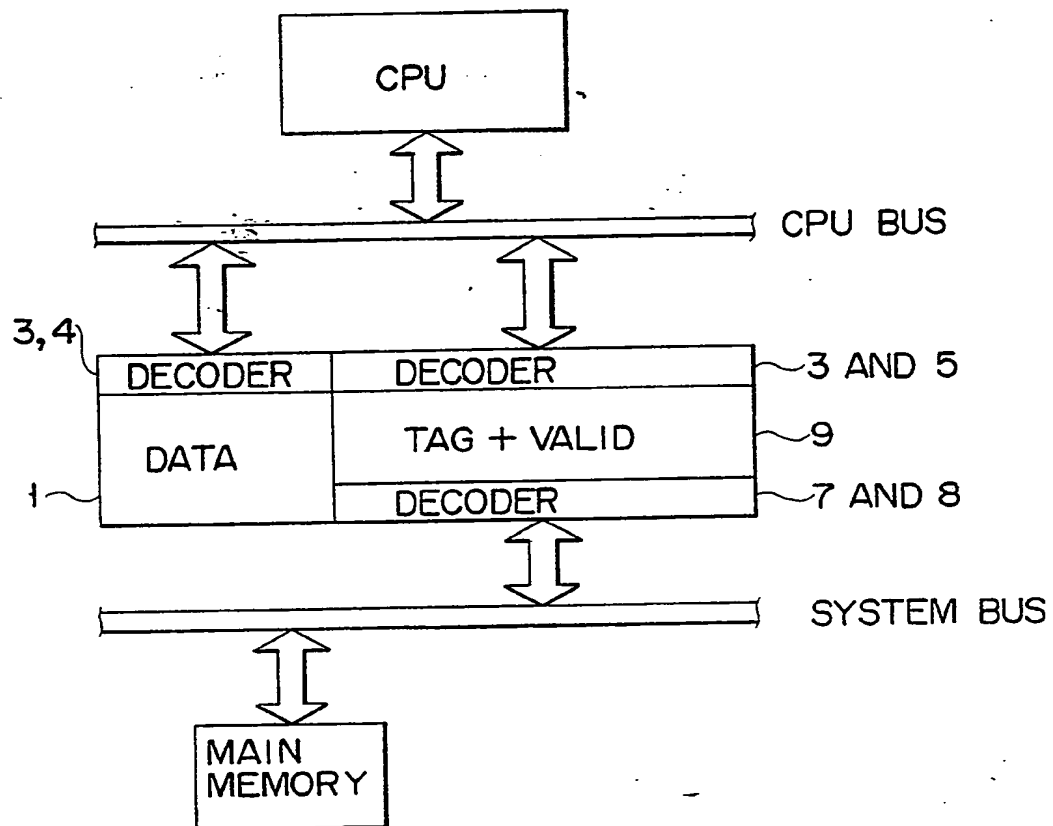 CPU
CPU BUS
3,4
DECODER
DECODER
3 AND 5
DATA
TAG + VALID
9
1
DECODER
7 AND 8
SYSTEM BUS
MAIN
MEMORY